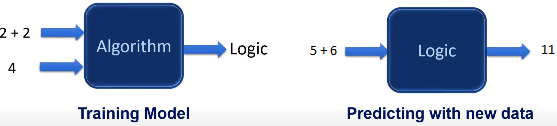 2 + 2
4
Algorithm
Logic
Training Model
5 + 6
Logic
11
Predicting with new data